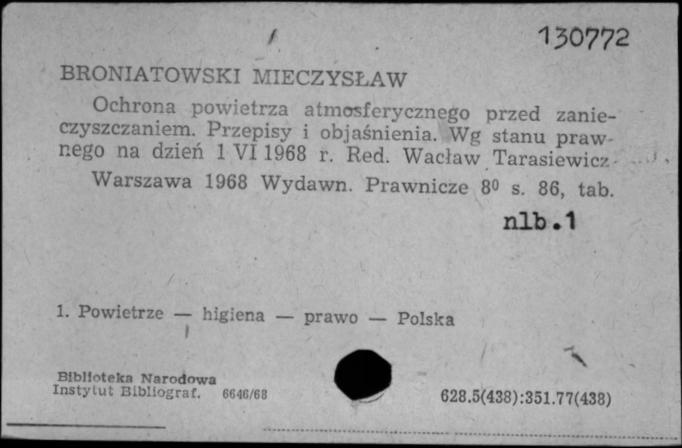 130772
BRONIATOWSKI MIECZYSŁAW
Ochrona powietrza atmosferycznego przed zanie-
czyszczaniem. Przepisy i objaśnienia. Wg stanu praw-
nego na dzień 1 VI 1968 r. Red. Wacław Tarasiewicz
Warszawa 1968 Wydawn. Prawnicze 8⁰ s. 86, tab.
nlb.1
1. Powietrze — higiena — prawo — Polska
Biblioteka Narodowa
Instytut Bibliograf. 6646/68
628.5(438):351.77(438)